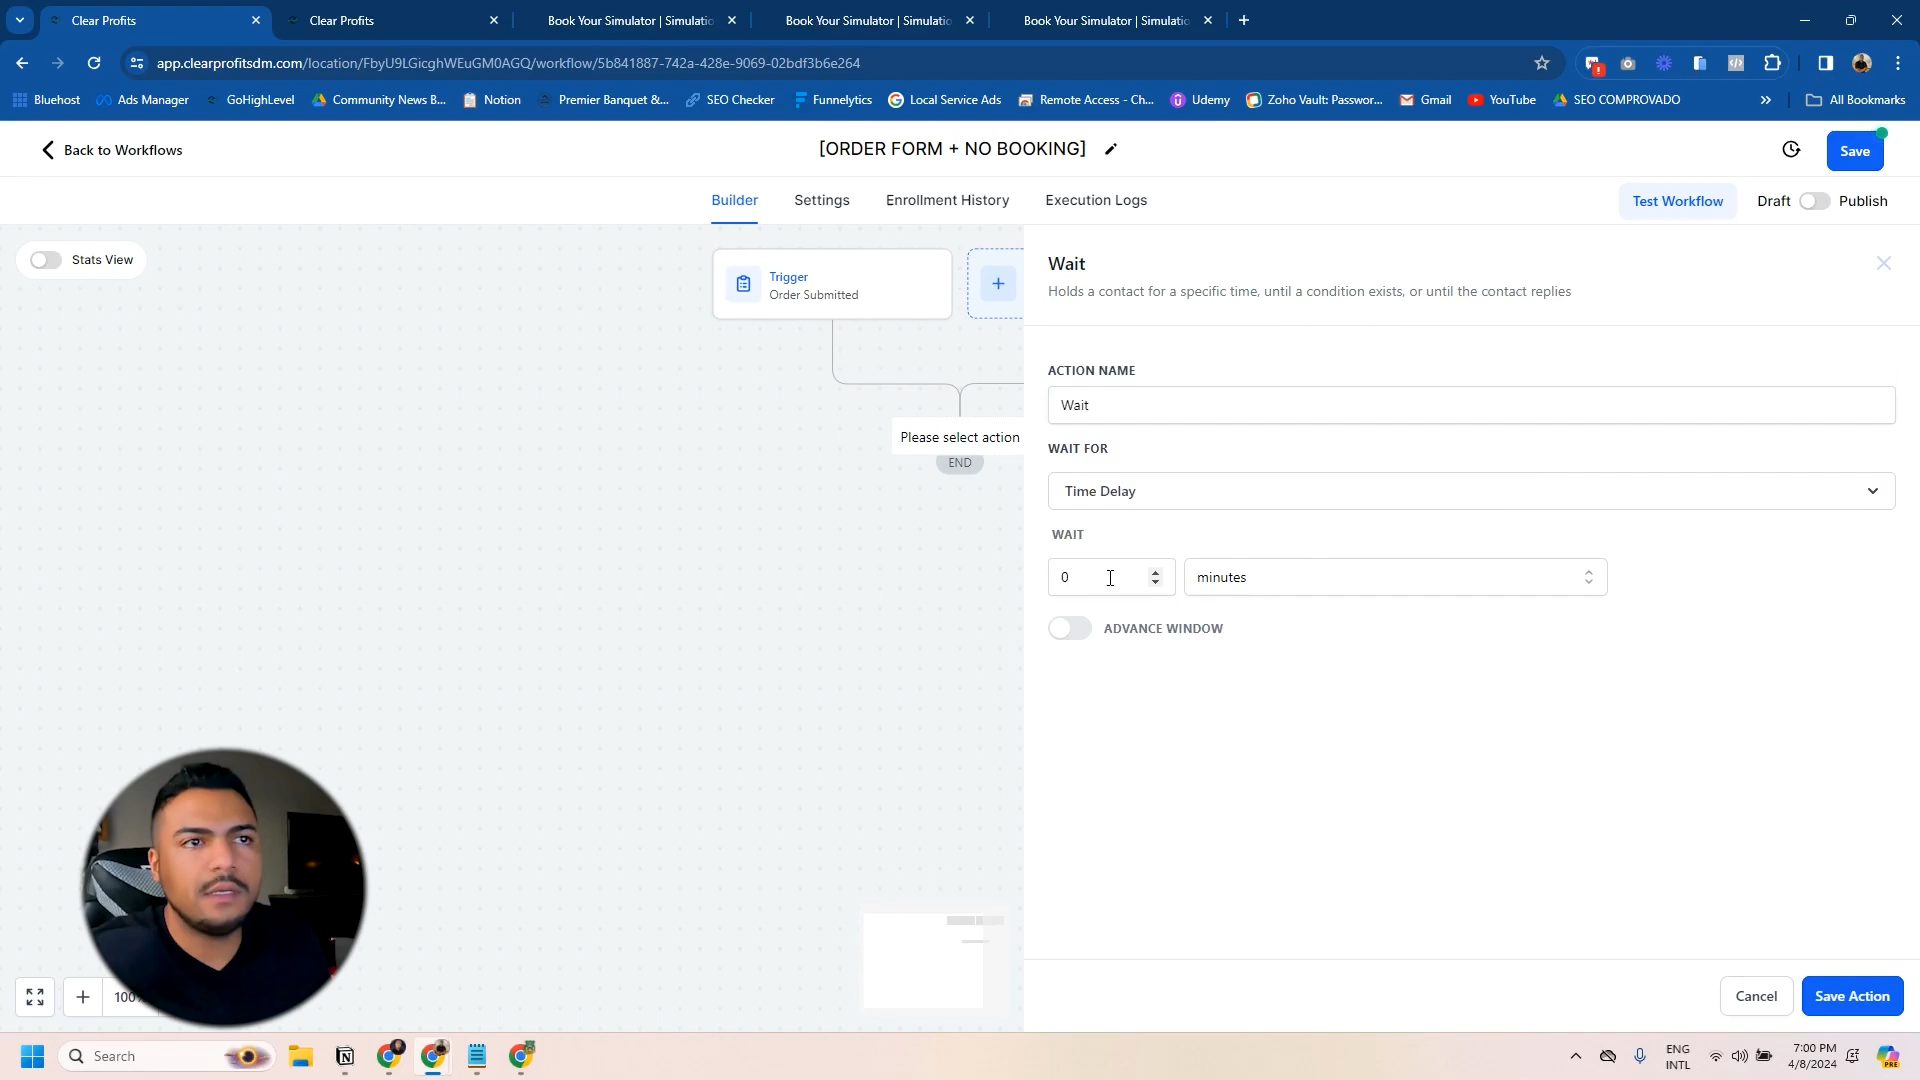 Clear Profits
Clear Profits
Book Your Simulator | Simulatio
Book Your Simulator | Simulatio
Book Your Simulator | Simulatio
app.clearprofitsdm.com/location/FbyU9LGicghWEuGM0AGQ/workflow/5b841887-742a-428e-9069-02bdf3b6e264
Bluehost
Ads Manager
GoHighLevel
Community News B...
Notion
Premier Banquet &...
SEO Checker
Funnelytics
Local Service Ads
Remote Access - Ch...
Udemy
Zoho Vault: Passwor...
Gmail
YouTube
SEO COMPROVADO
All Bookmarks
Back to Workflows
[ORDER FORM + NO BOOKING]
Save
Builder
Settings
Enrollment History
Execution Logs
Test Workflow
Draft
Publish
Stats View
Trigger
Order Submitted
Please select action
END
Wait
Holds a contact for a specific time, until a condition exists, or until the contact replies
ACTION NAME
Wait
WAIT FOR
Time Delay
WAIT
0
minutes
ADVANCE WINDOW
Cancel
Save Action
Search
ENG
INTL
7:00 PM
4/8/2024
PRE